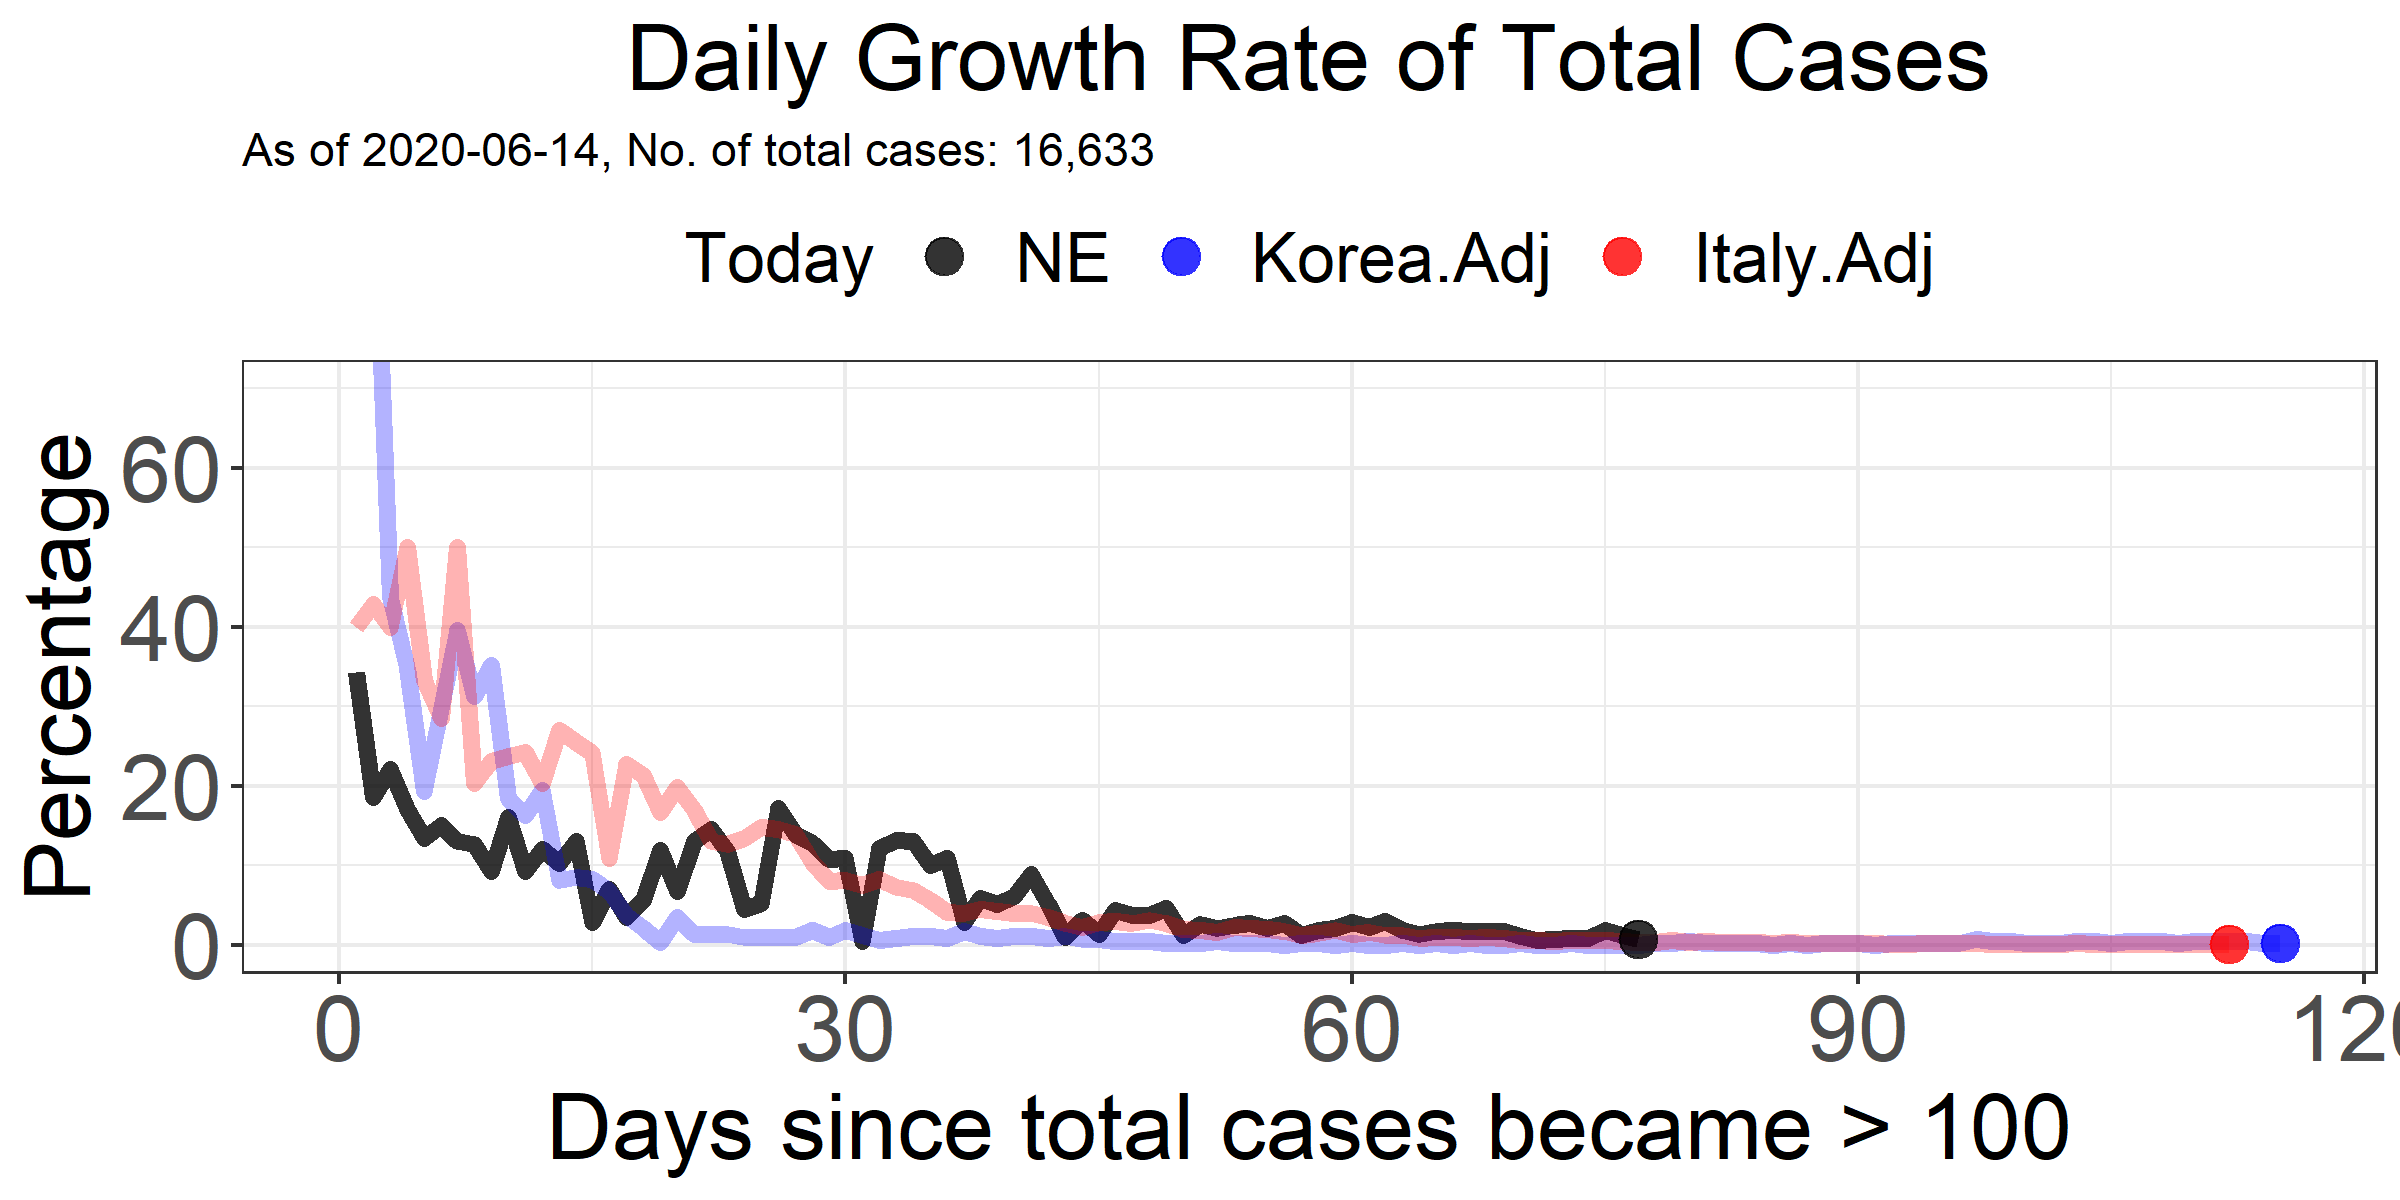 Daily Growth Rate of Total Cases
As of 2020-06-14, No. of total cases: 16,633
Today NE Korea.Adj Italy.Adj
Percentage
60
40
20
0
0 30 60 90 120
Days since total cases became > 100